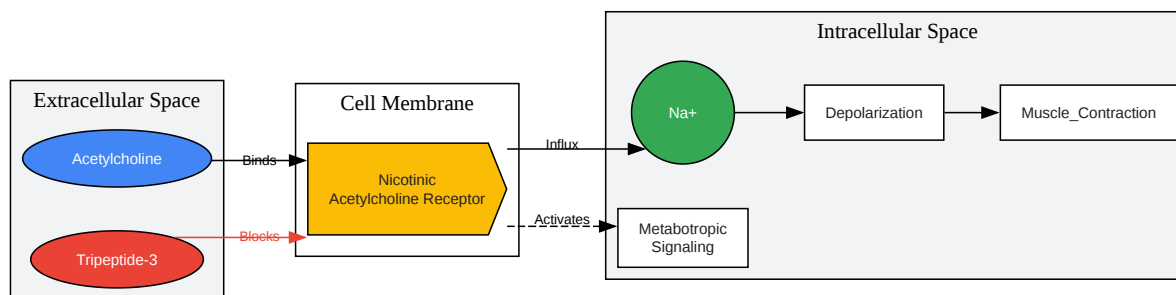 Extracellular Space
Acetylcholine
Tripeptide-3
Binds
Blocks
Cell Membrane
Nicotinic
Acetylcholine Receptor
Influx
Activates
Intracellular Space
Na+
Depolarization
Muscle_Contraction
Metabotropic
Signaling